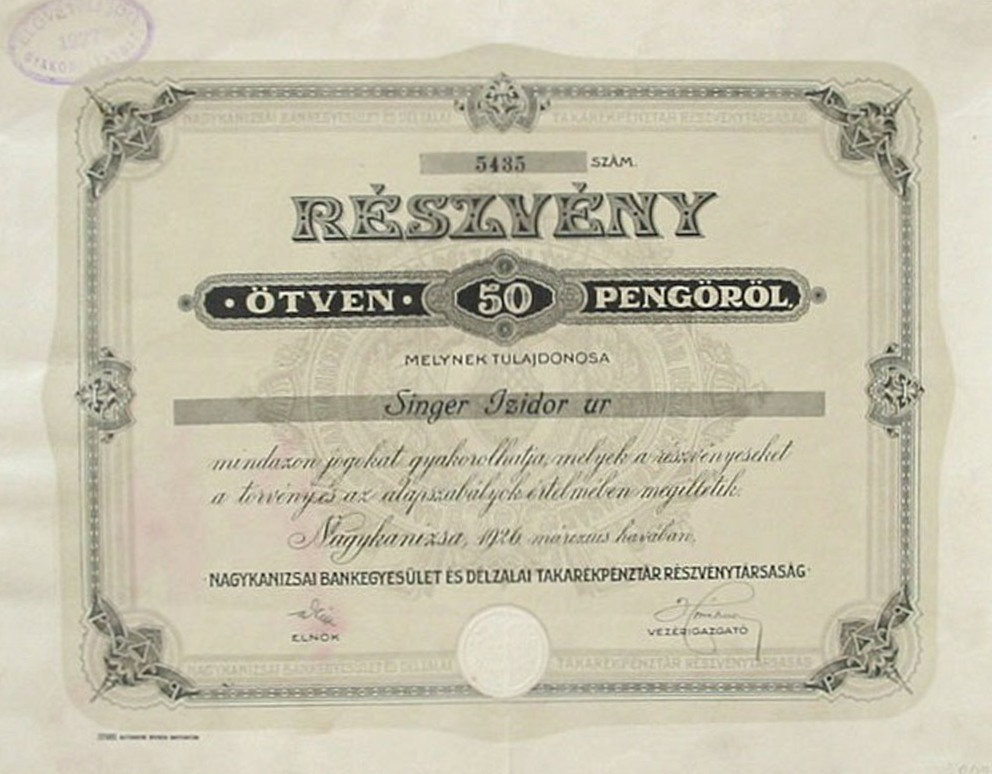 1927
NAGYKANIZSAI BANKEGYESÜLET ÉS DÉLZALAI TAKARÉKPÉNZTÁR RÉSZVÉNYTÁRSASÁG
5435 SZÁM.
RÉSZVÉNY
· ÖTVEN · 50 PENGŐRŐL,
MELYNEK TULAJDONOSA
Singer Izidor ur
mindazon jogokat gyakorolhatja, melyek a részvényeseket
a törvény és az alapszabályok értelmében megilletik.
Nagykanizsa, 1926 március havában,
NAGYKANIZSAI BANKEGYESÜLET ÉS DÉLZALAI TAKARÉKPÉNZTÁR RÉSZVÉNYTÁRSASÁG
ELNÖK
VEZÉRIGAZGATÓ
NAGYKANIZSAI BANKEGYESÜLET ÉS DÉLZALAI TAKARÉKPÉNZTÁR RÉSZVÉNYTÁRSASÁG